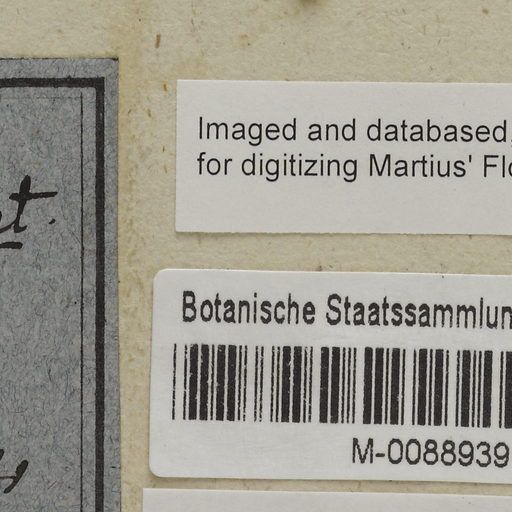 Imaged and databased,
for digitizing Martius' Flo
t.
Botanische Staatssammlun
M-0088939